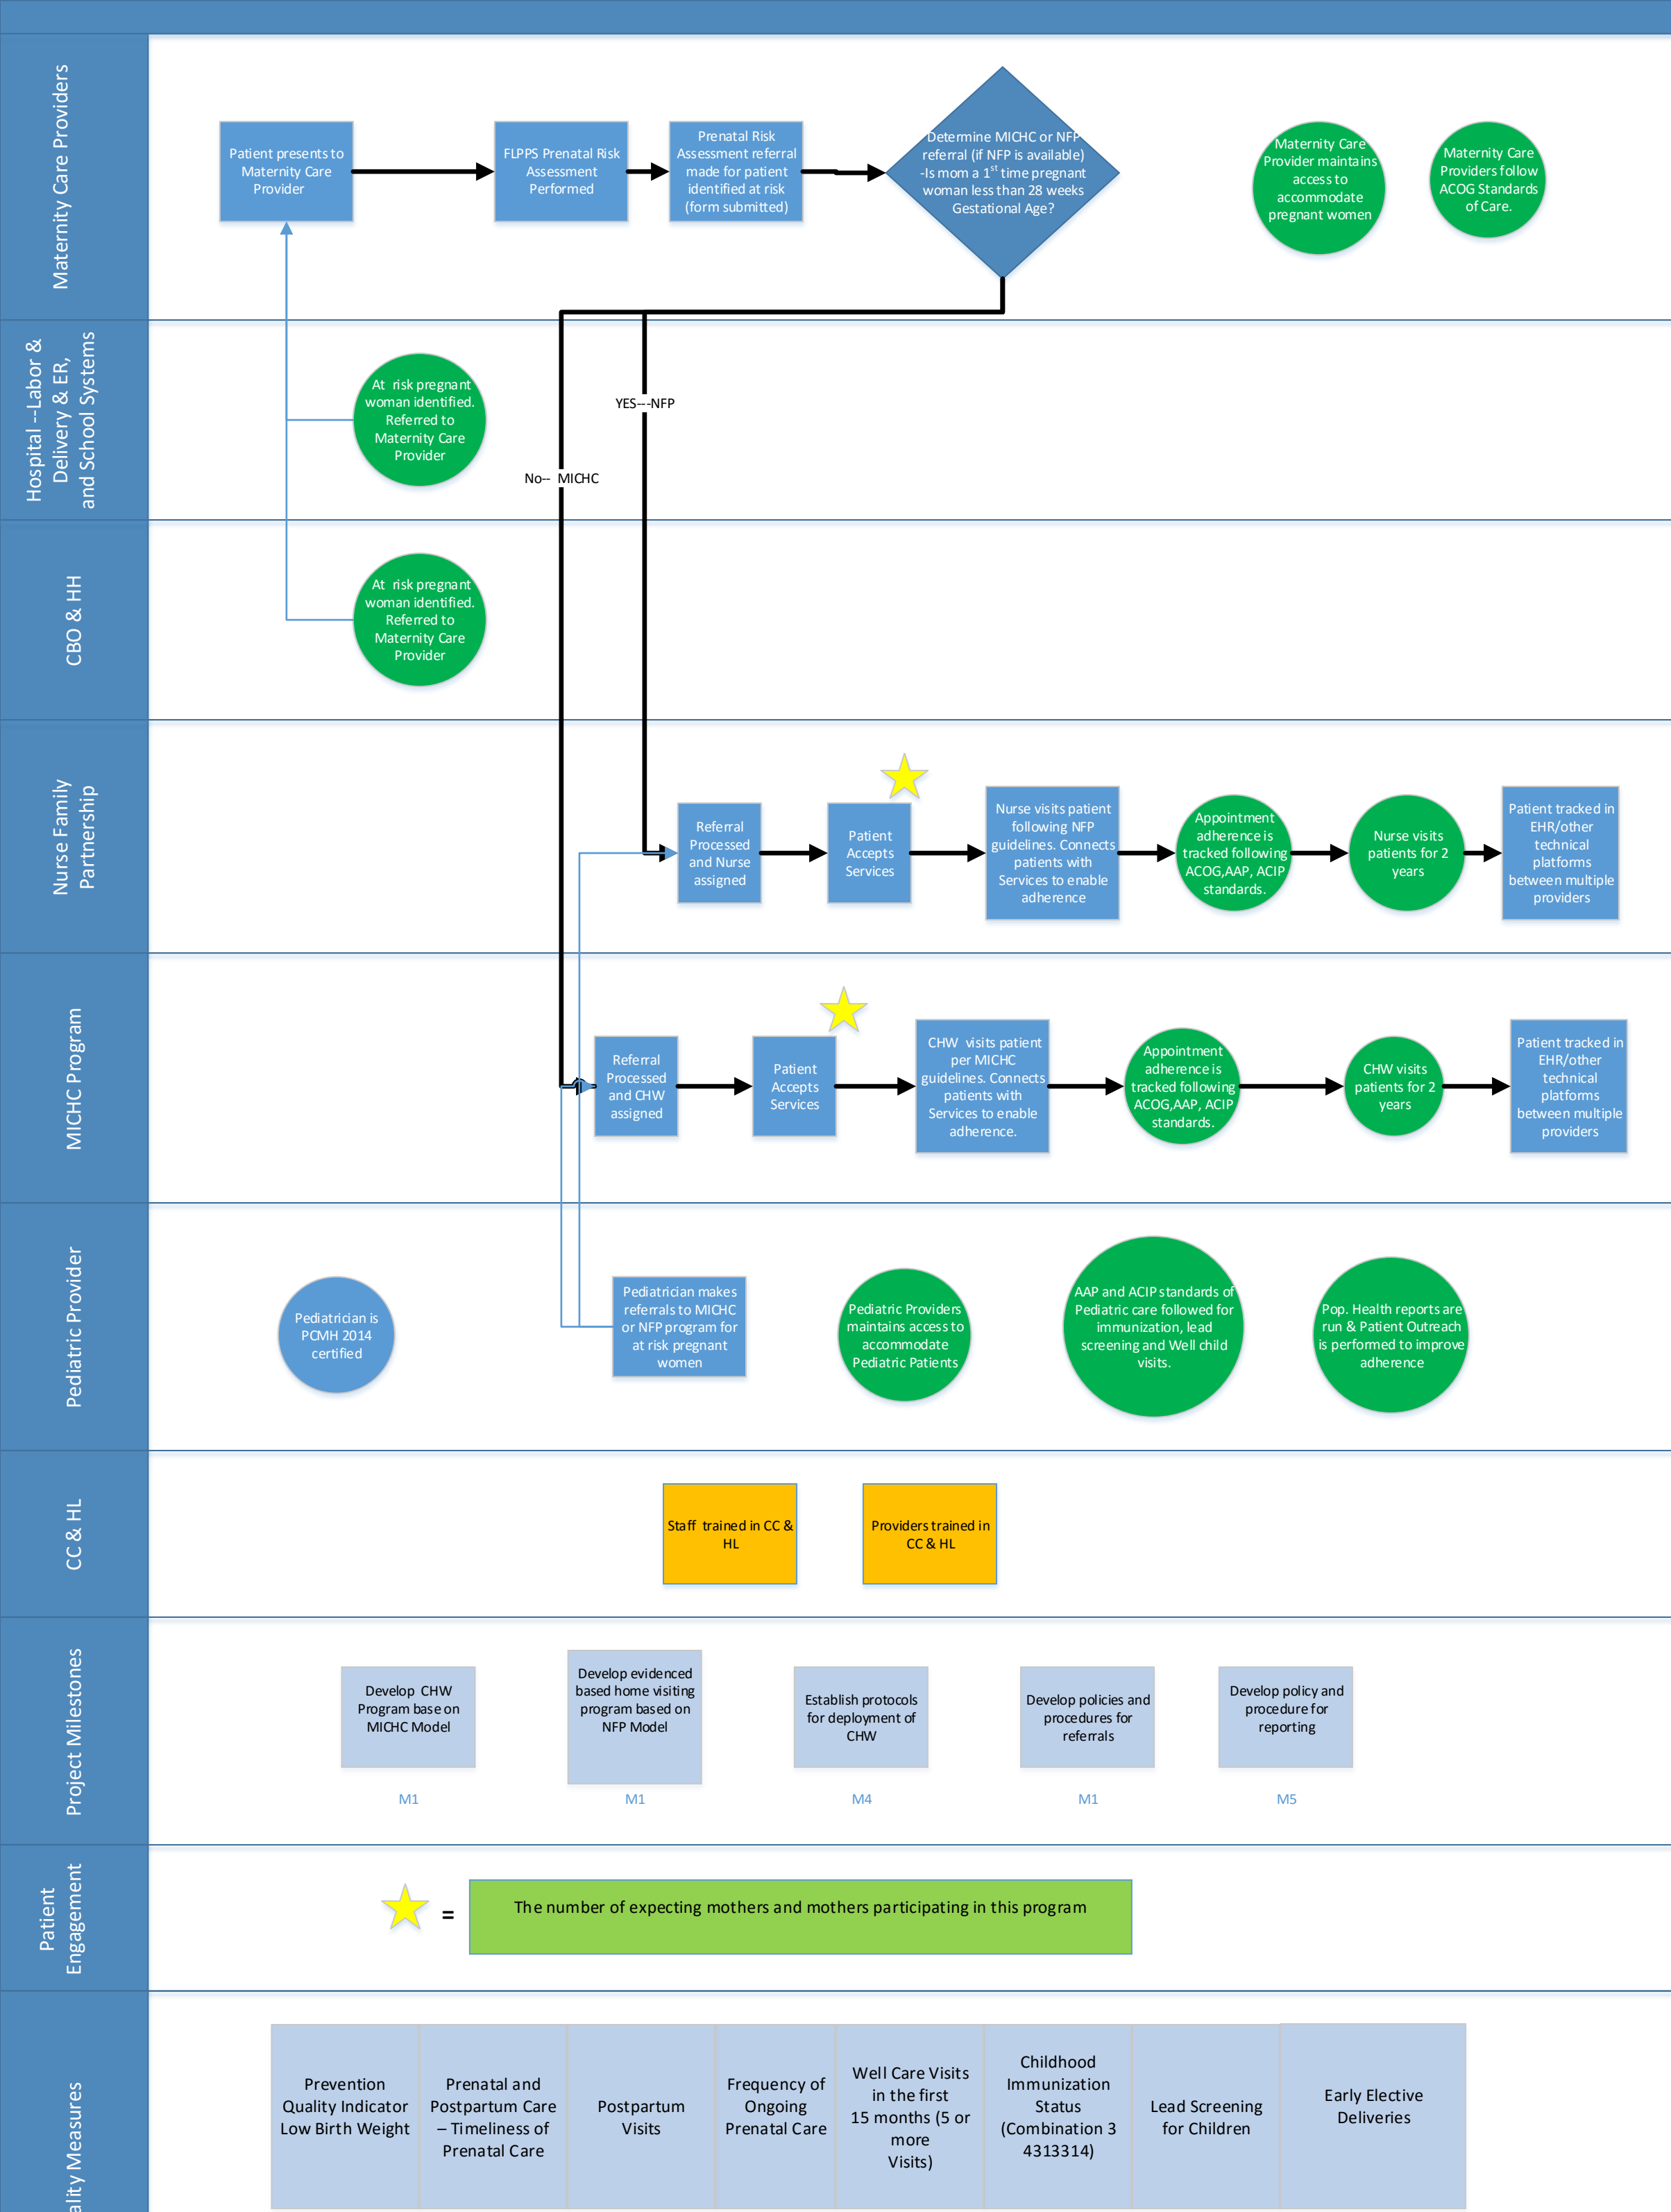 Maternity Care Providers
Patient presents to
Maternity Care
Provider
FLPPS Prenatal Risk
Assessment
Performed
Prenatal Risk
Assessment referral
made for patient
identified at risk
(form submitted)
Determine MICHC or NFP
referral (if NFP is available)
-Is mom a 1st time pregnant
woman less than 28 weeks
Gestational Age?
Maternity Care
Provider maintains
access to
accommodate
pregnant women
Maternity Care
Providers follow
ACOG Standards
of Care.
Hospital --Labor &
Delivery & ER,
and School Systems
At risk pregnant
woman identified.
Referred to
Maternity Care
Provider
YES---NFP
No-- MICHC
CBO & HH
At risk pregnant
woman identified.
Referred to
Maternity Care
Provider
Nurse Family
Partnership
Referral
Processed
and Nurse
assigned
Patient
Accepts
Services
Nurse visits patient
following NFP
guidelines. Connects
patients with
Services to enable
adherence
Appointment
adherence is
tracked following
ACOG,AAP, ACIP
standards.
Nurse visits
patients for 2
years
Patient tracked in
EHR/other
technical
platforms
between multiple
providers
MICHC Program
Referral
Processed
and CHW
assigned
Patient
Accepts
Services
CHW visits patient
per MICHC
guidelines. Connects
patients with
Services to enable
adherence.
Appointment
adherence is
tracked following
ACOG,AAP, ACIP
standards.
CHW visits
patients for 2
years
Patient tracked in
EHR/other
technical
platforms
between multiple
providers
Pediatric Provider
Pediatrician is
PCMH 2014
certified
Pediatrician makes
referrals to MICHC
or NFP program for
at risk pregnant
women
Pediatric Providers
maintains access to
accommodate
Pediatric Patients
AAP and ACIP standards of
Pediatric care followed for
immunization, lead
screening and Well child
visits.
Pop. Health reports are
run & Patient Outreach
is performed to improve
adherence
CC & HL
Staff trained in CC &
HL
Providers trained in
CC & HL
Project Milestones
Develop CHW
Program base on
MICHC Model
M1
Develop evidenced
based home visiting
program based on
NFP Model
M1
Establish protocols
for deployment of
CHW
M4
Develop policies and
procedures for
referrals
M1
Develop policy and
procedure for
reporting
M5
Patient
Engagement
=
The number of expecting mothers and mothers participating in this program
ality Measures
Prevention
Quality Indicator
Low Birth Weight
Prenatal and
Postpartum Care
– Timeliness of
Prenatal Care
Postpartum
Visits
Frequency of
Ongoing
Prenatal Care
Well Care Visits
in the first
15 months (5 or
more
Visits)
Childhood
Immunization
Status
(Combination 3
4313314)
Lead Screening
for Children
Early Elective
Deliveries